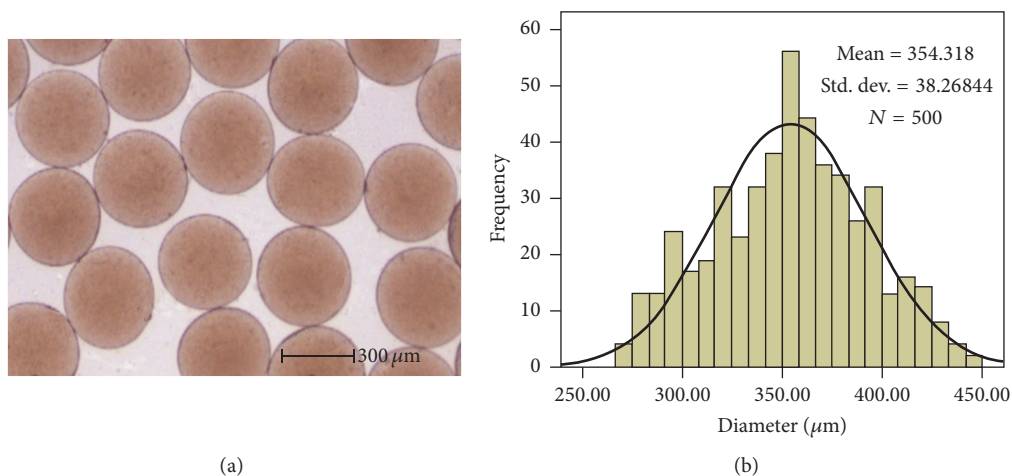 300 μm
(a)
60
50
40
30
20
10
0
Frequency
Mean = 354.318
Std. dev. = 38.26844
N = 500
250.00 300.00 350.00 400.00 450.00
Diameter (μm)
(b)